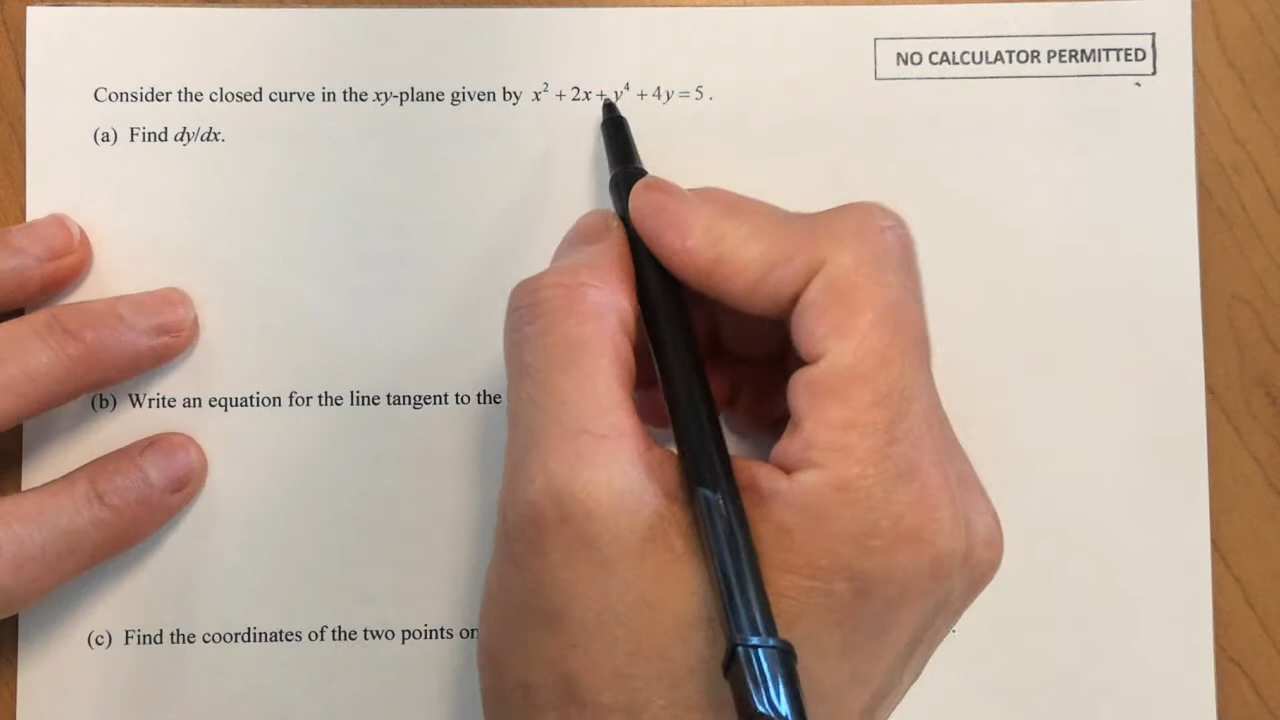 NO CALCULATOR PERMITTED
Consider the closed curve in the xy-plane given by x² + 2x + y⁴ + 4y = 5.
(a) Find dy/dx.
(b) Write an equation for the line tangent to the
(c) Find the coordinates of the two points on